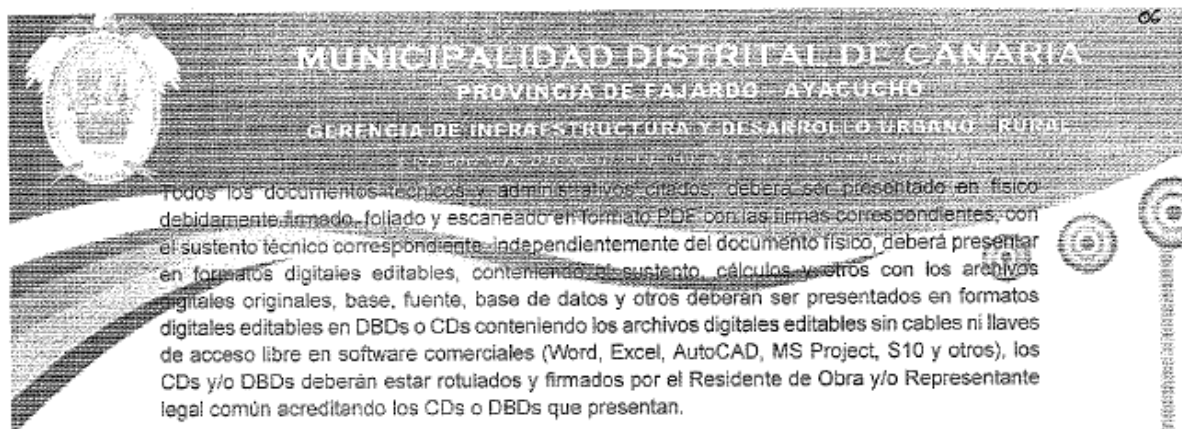 06
MUNICIPALIDAD DISTRITAL DE CANARIA
PROVINCIA DE FAJARDO AYACUCHO
GERENCIA DE INFRAESTRUCTURA Y DESARROLLO URBANO RURAL
Todos los documentos técnicos y administrativos citados, deberá ser presentado en físico
debidamente firmado, foliado y escaneado en formato PDF con las firmas correspondientes, con
el sustento técnico correspondiente, independientemente del documento físico, deberá presentar
en formatos digitales editables, conteniendo el sustento, cálculos y otros con los archivos
digitales originales, base, fuente, base de datos y otros deberán ser presentados en formatos
digitales editables en DBDs o CDs conteniendo los archivos digitales editables sin cables ni llaves
de acceso libre en software comerciales (Word, Excel, AutoCAD, MS Project, S10 y otros), los
CDs y/o DBDs deberán estar rotulados y firmados por el Residente de Obra y/o Representante
legal común acreditando los CDs o DBDs que presentan.